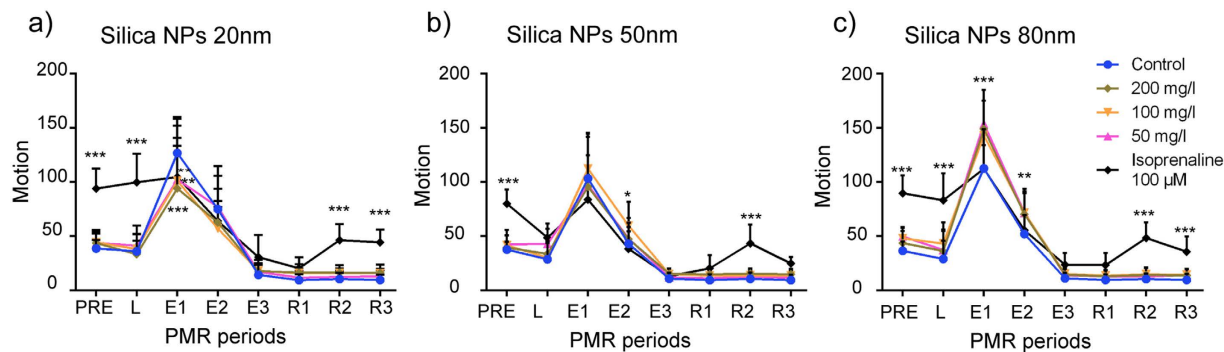 a)
Silica NPs 20nm
200
150
100
50
0
Motion
***
***
**
**
***
***
***
PRE L E1 E2 E3 R1 R2 R3
PMR periods
b)
Silica NPs 50nm
200
150
100
50
0
Motion
***
*
***
PRE L E1 E2 E3 R1 R2 R3
PMR periods
c)
Silica NPs 80nm
200
150
100
50
0
Motion
***
***
***
**
***
***
PRE L E1 E2 E3 R1 R2 R3
PMR periods
Control
200 mg/l
100 mg/l
50 mg/l
Isoprenaline
100 µM